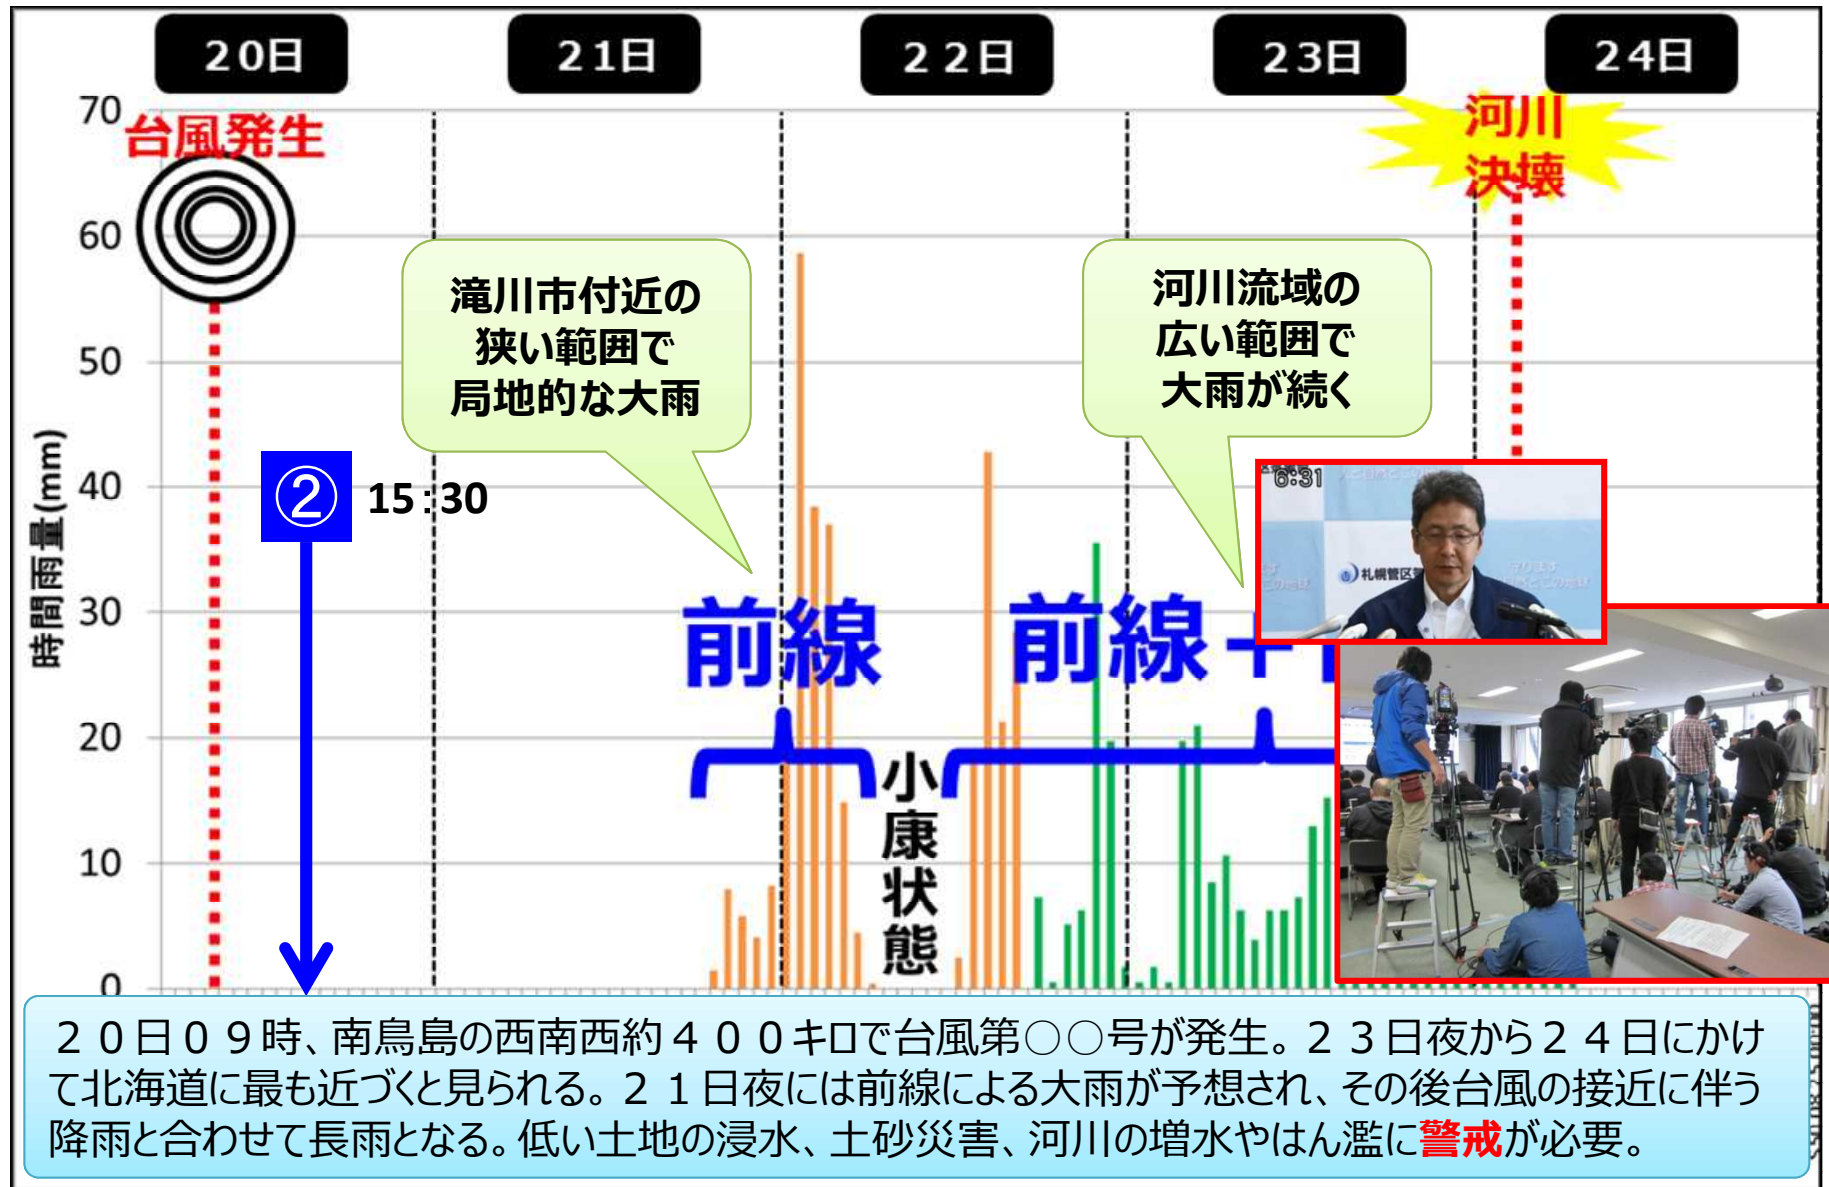 ２０日
２１日
２２日
２３日
２４日
70
60
50
40
30
20
10
0
時間雨量(mm)
台風発生
河川
決壊
滝川市付近の
狭い範囲で
局地的な大雨
河川流域の
広い範囲で
大雨が続く
② 15:30
6:31
札幌管区
前線
前線＋
小康状態
２０日０９時、南鳥島の西南西約４００キロで台風第○○号が発生。２３日夜から２４日にかけ
て北海道に最も近づくと見られる。２１日夜には前線による大雨が予想され、その後台風の接近に伴う
降雨と合わせて長雨となる。低い土地の浸水、土砂災害、河川の増水やはん濫に警戒が必要。